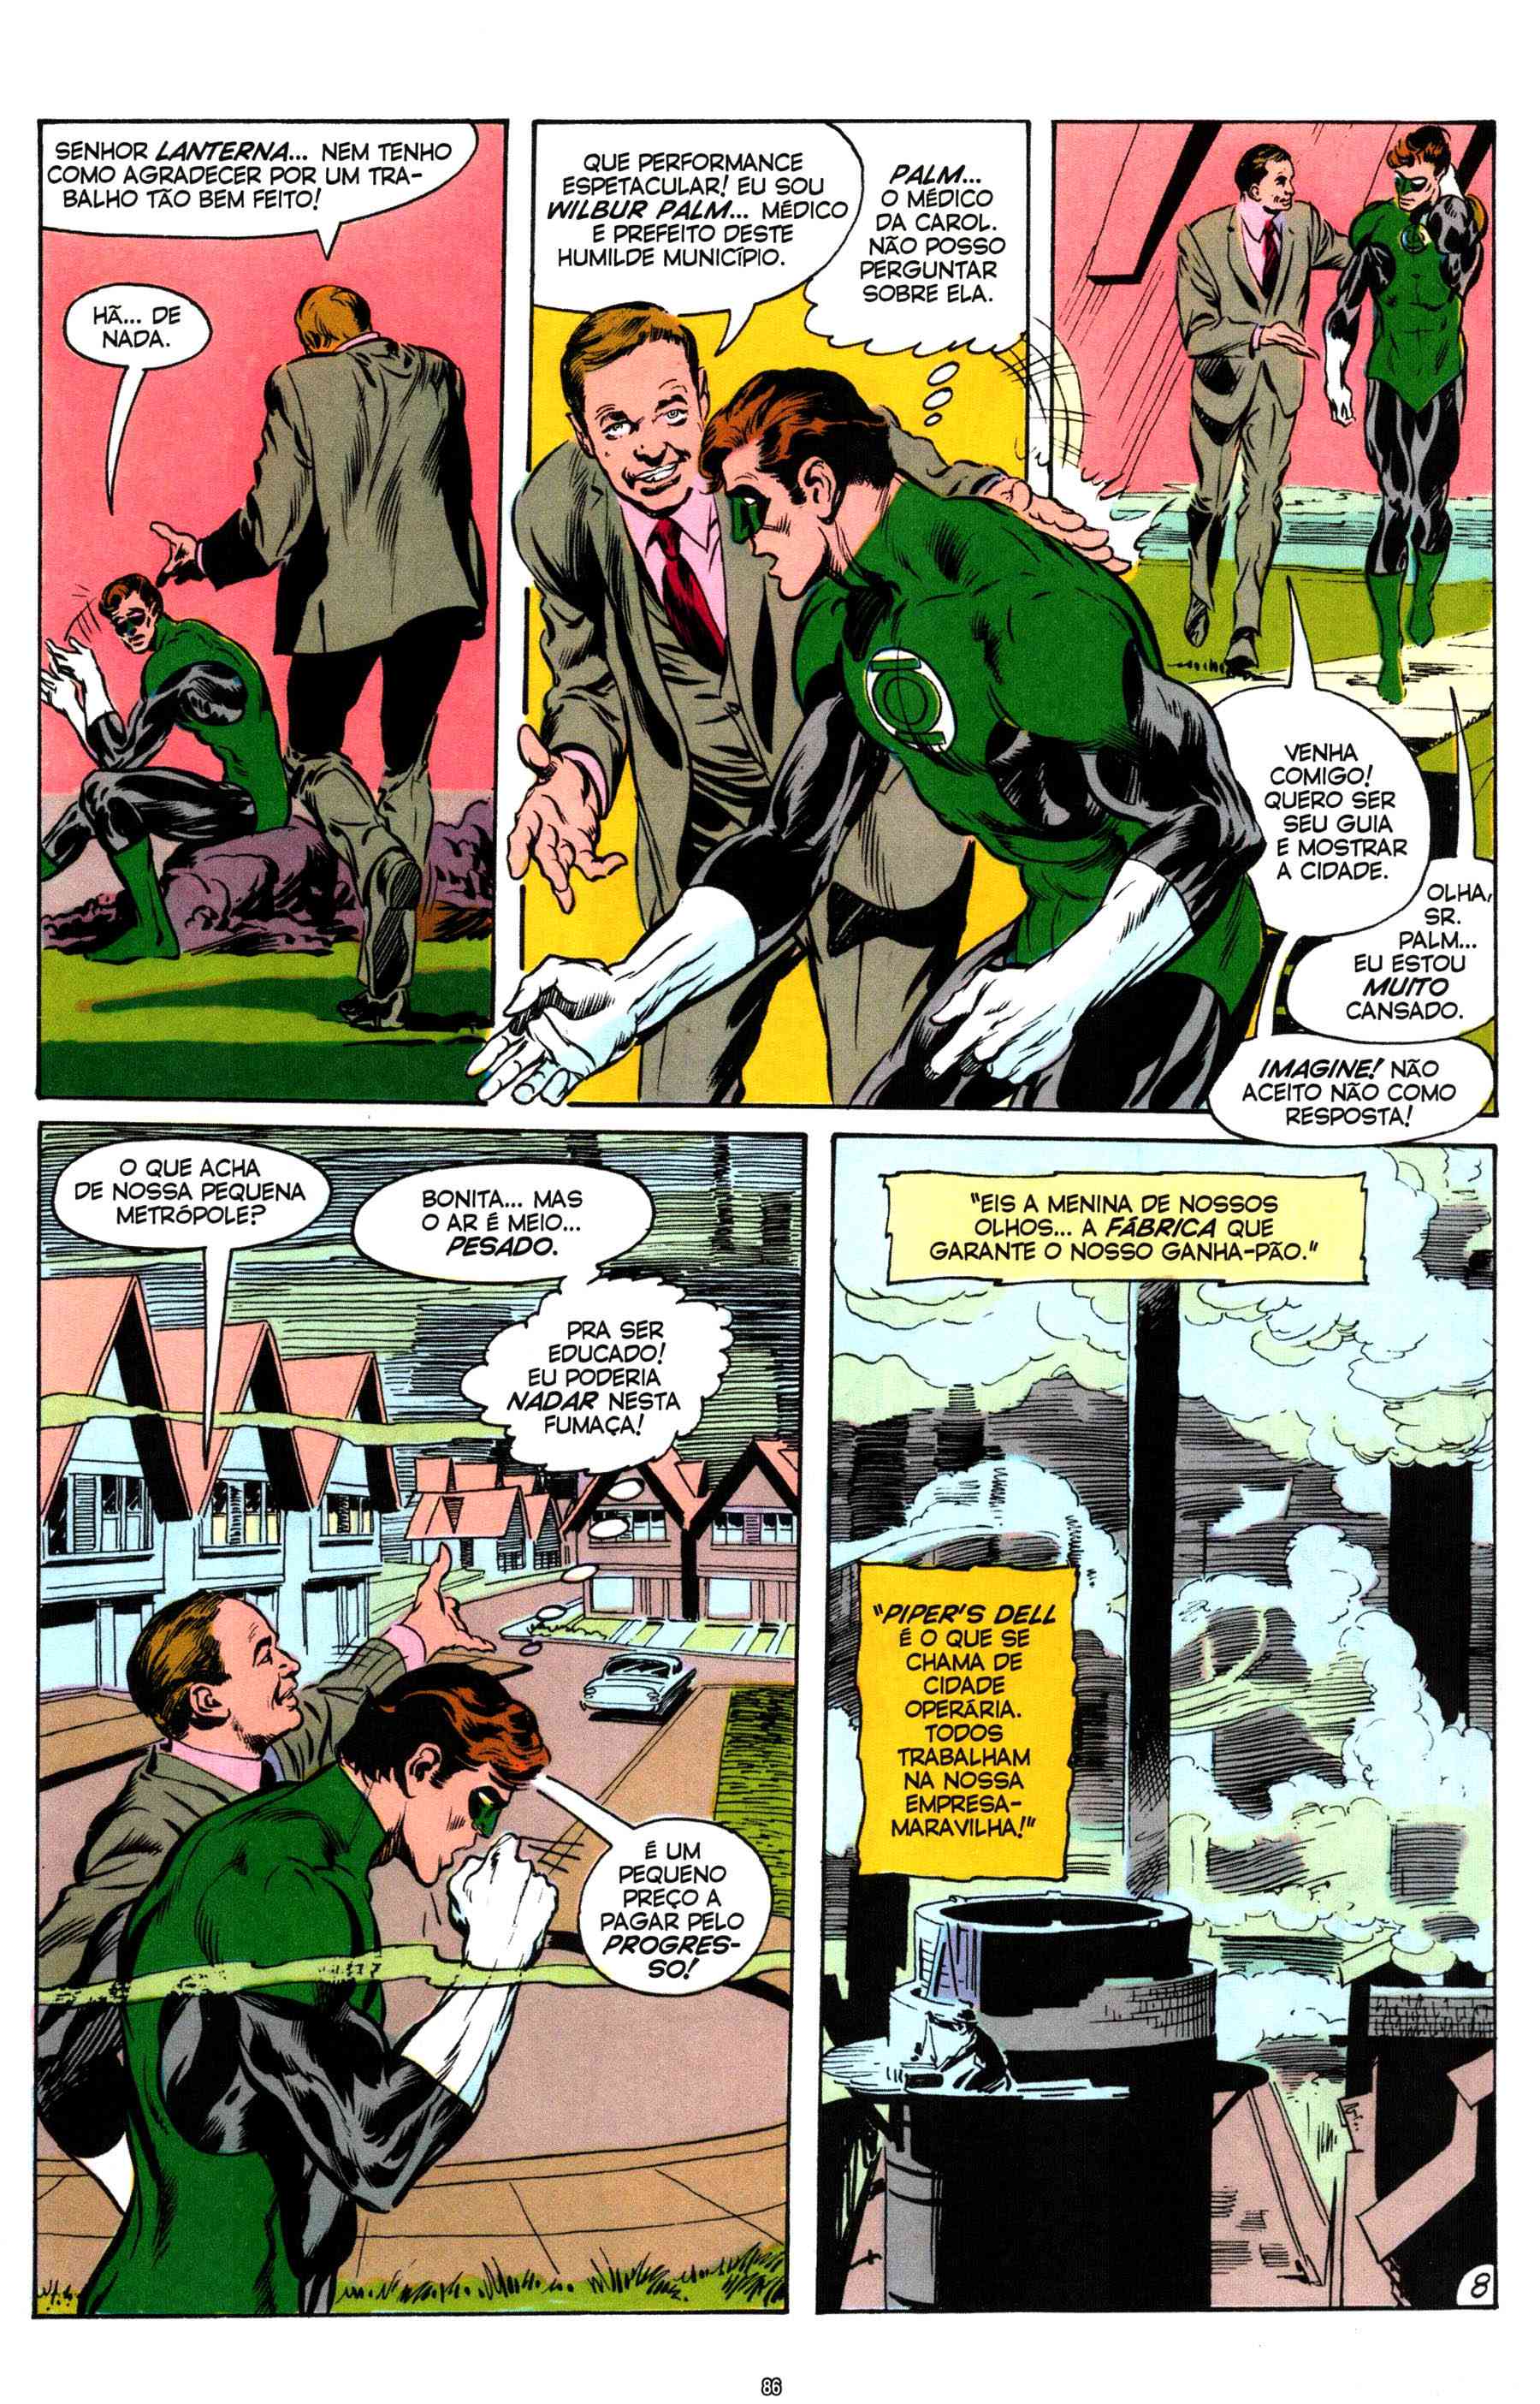 SENHOR LANTERNA... NEM TENHO
COMO AGRADECER POR UM TRA-
BALHO TÃO BEM FEITO!
HÃ... DE
NADA.
QUE PERFORMANCE
ESPETACULAR! EU SOU
WILBUR PALM... MÉDICO
E PREFEITO DESTE
HUMILDE MUNICÍPIO.
PALM...
O MÉDICO
DA CAROL.
NÃO POSSO
PERGUNTAR
SOBRE ELA.
VENHA
COMIGO!
QUERO SER
SEU GUIA
E MOSTRAR
A CIDADE.
OLHA,
SR.
PALM...
EU ESTOU
MUITO
CANSADO.
IMAGINE! NÃO
ACEITO NÃO COMO
RESPOSTA!
O QUE ACHA
DE NOSSA PEQUENA
METRÓPOLE?
BONITA... MAS
O AR É MEIO...
PESADO.
PRA SER
EDUCADO!
EU PODERIA
NADAR NESTA
FUMAÇA!
É UM
PEQUENO
PREÇO A
PAGAR PELO
PROGRES-
SO!
"EIS A MENINA DE NOSSOS
OLHOS... A FÁBRICA QUE
GARANTE O NOSSO GANHA-PÃO."
"PIPER'S DELL
É O QUE SE
CHAMA DE
CIDADE
OPERÁRIA.
TODOS
TRABALHAM
NA NOSSA
EMPRESA-
MARAVILHA!"
8
86